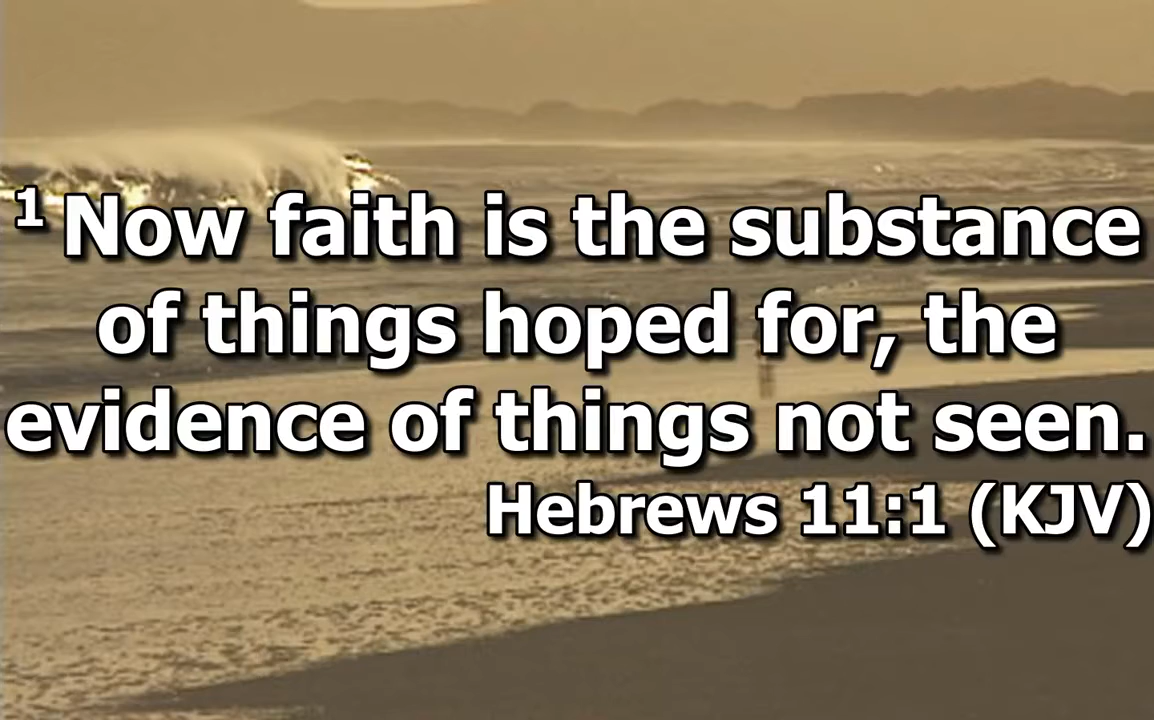 1 Now faith is the substance
of things hoped for, the
evidence of things not seen.
Hebrews 11:1 (KJV)